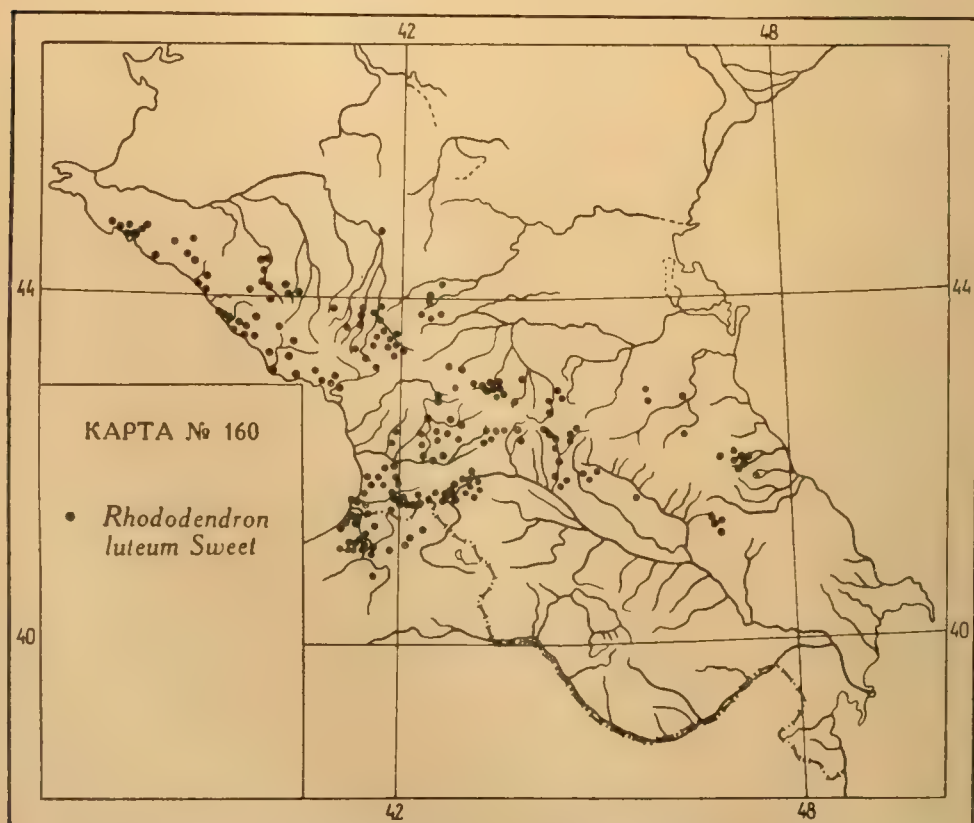 42 48
44 44
КАРТА № 160
Rhododendron
luteum Sweet
40 40
42 48